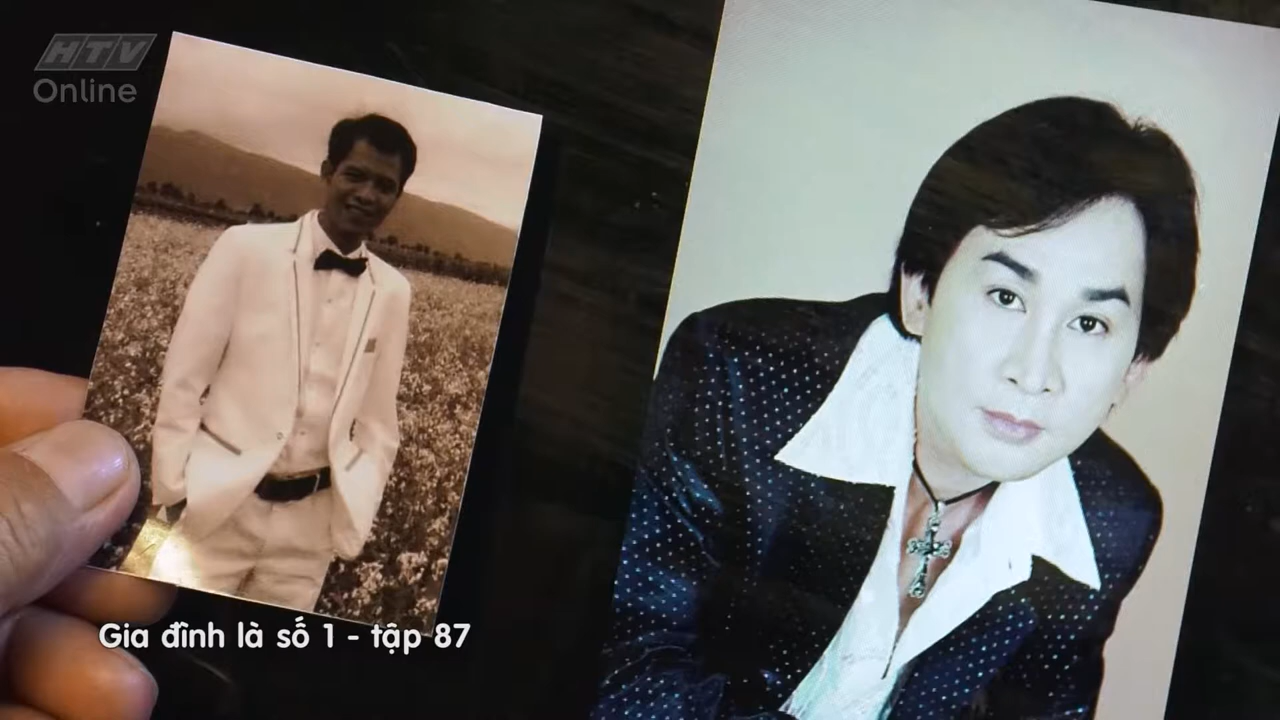 HTV
Online
Gia đình là số 1 - tập 87